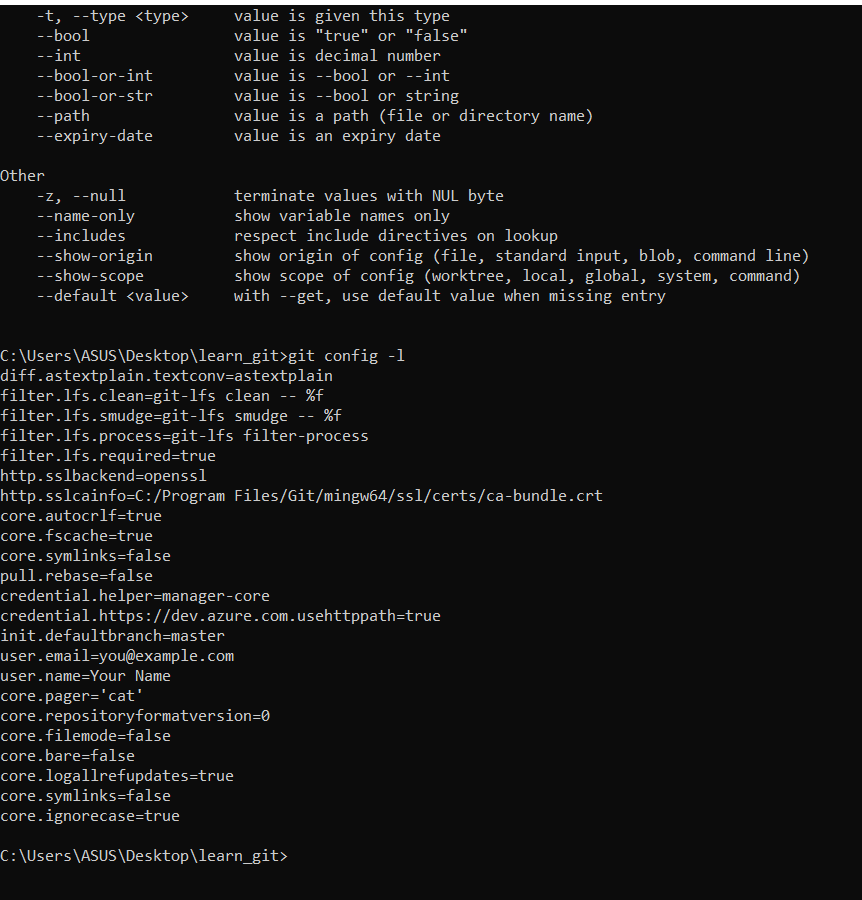 -t, --type <type>     value is given this type
--bool                value is "true" or "false"
--int                 value is decimal number
--bool-or-int         value is --bool or --int
--bool-or-str         value is --bool or string
--path                value is a path (file or directory name)
--expiry-date         value is an expiry date
Other
-z, --null            terminate values with NUL byte
--name-only           show variable names only
--includes            respect include directives on lookup
--show-origin         show origin of config (file, standard input, blob, command line)
--show-scope          show scope of config (worktree, local, global, system, command)
--default <value>     with --get, use default value when missing entry
C:\Users\ASUS\Desktop\learn_git>git config -l
diff.astextplain.textconv=astextplain
filter.lfs.clean=git-lfs clean -- %f
filter.lfs.smudge=git-lfs smudge -- %f
filter.lfs.process=git-lfs filter-process
filter.lfs.required=true
http.sslbackend=openssl
http.sslcainfo=C:/Program Files/Git/mingw64/ssl/certs/ca-bundle.crt
core.autocrlf=true
core.fscache=true
core.symlinks=false
pull.rebase=false
credential.helper=manager-core
credential.https://dev.azure.com.usehttppath=true
init.defaultbranch=master
user.email=you@example.com
user.name=Your Name
core.pager='cat'
core.repositoryformatversion=0
core.filemode=false
core.bare=false
core.logallrefupdates=true
core.symlinks=false
core.ignorecase=true
C:\Users\ASUS\Desktop\learn_git>